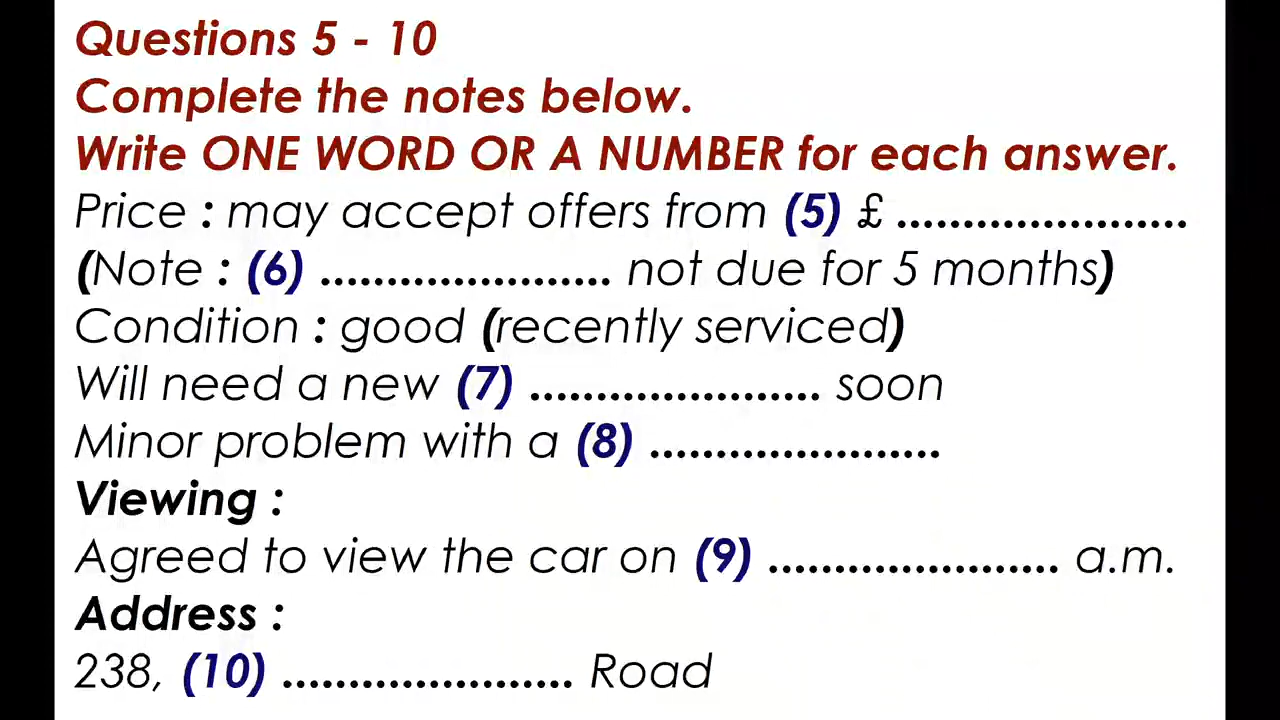 Questions 5 - 10
Complete the notes below.
Write ONE WORD OR A NUMBER for each answer.
Price : may accept offers from (5) £ ......................
(Note : (6) ...................... not due for 5 months)
Condition : good (recently serviced)
Will need a new (7) ...................... soon
Minor problem with a (8) ......................
Viewing :
Agreed to view the car on (9) ...................... a.m.
Address :
238, (10) ...................... Road